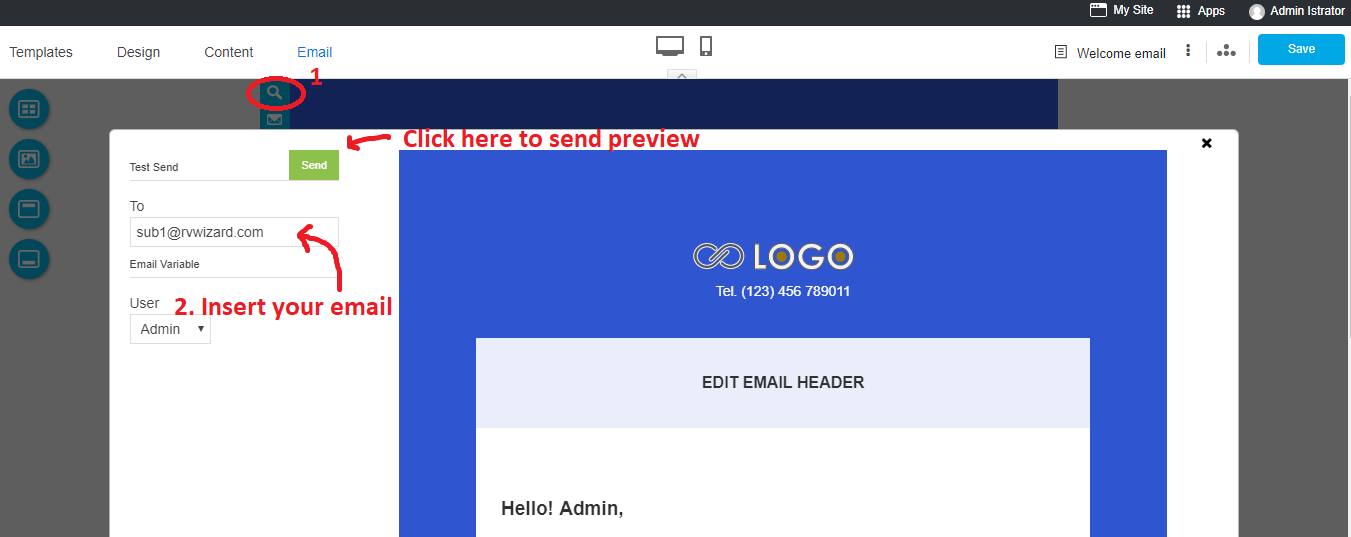 My Site Apps Admin Istrator
Templates Design Content Email Welcome email Save
1
Click here to send preview
Test Send Send
To
sub1@rvwizard.com
Email Variable
User
2. Insert your email
Admin
LOGO
Tel. (123) 456 789011
EDIT EMAIL HEADER
Hello! Admin,